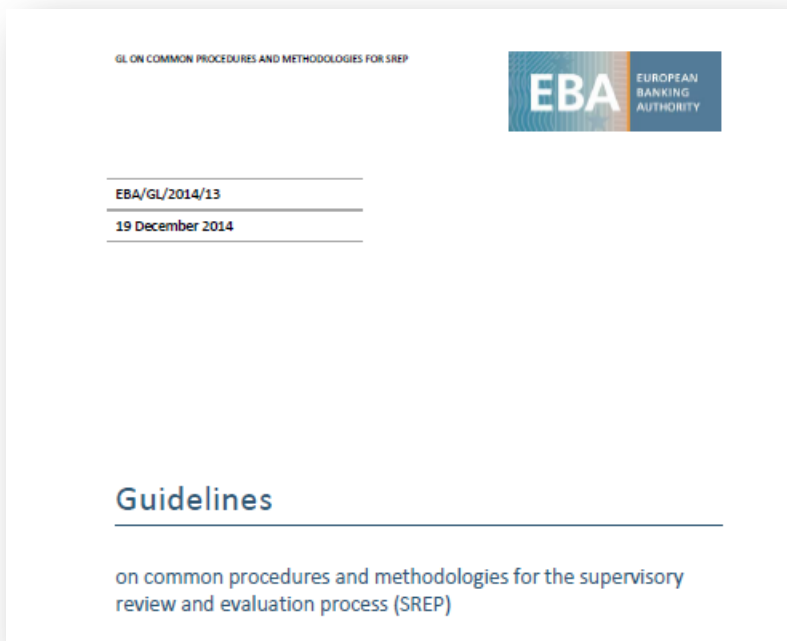 GL ON COMMON PROCEDURES AND METHODOLOGIES FOR SREP
EBA
EUROPEAN
BANKING
AUTHORITY
EBA/GL/2014/13
19 December 2014
Guidelines
on common procedures and methodologies for the supervisory
review and evaluation process (SREP)